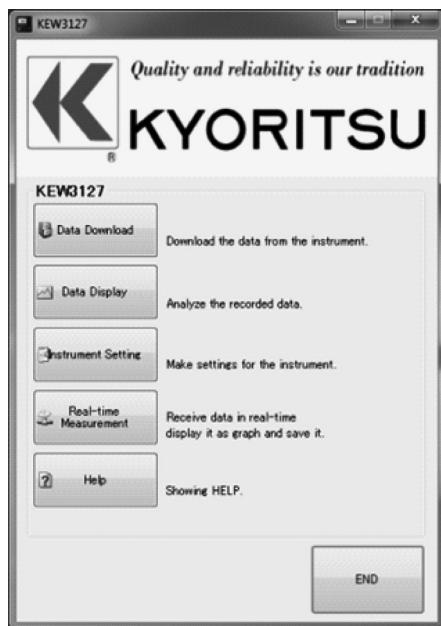 KEW3127
Quality and reliability is our tradition
KYORITSU
®
KEW3127
Data Download
Download the data from the instrument.
Data Display
Analyze the recorded data.
Instrument Setting
Make settings for the instrument.
Real-time
Measurement
Receive data in real-time
display it as graph and save it.
Help
Showing HELP.
END